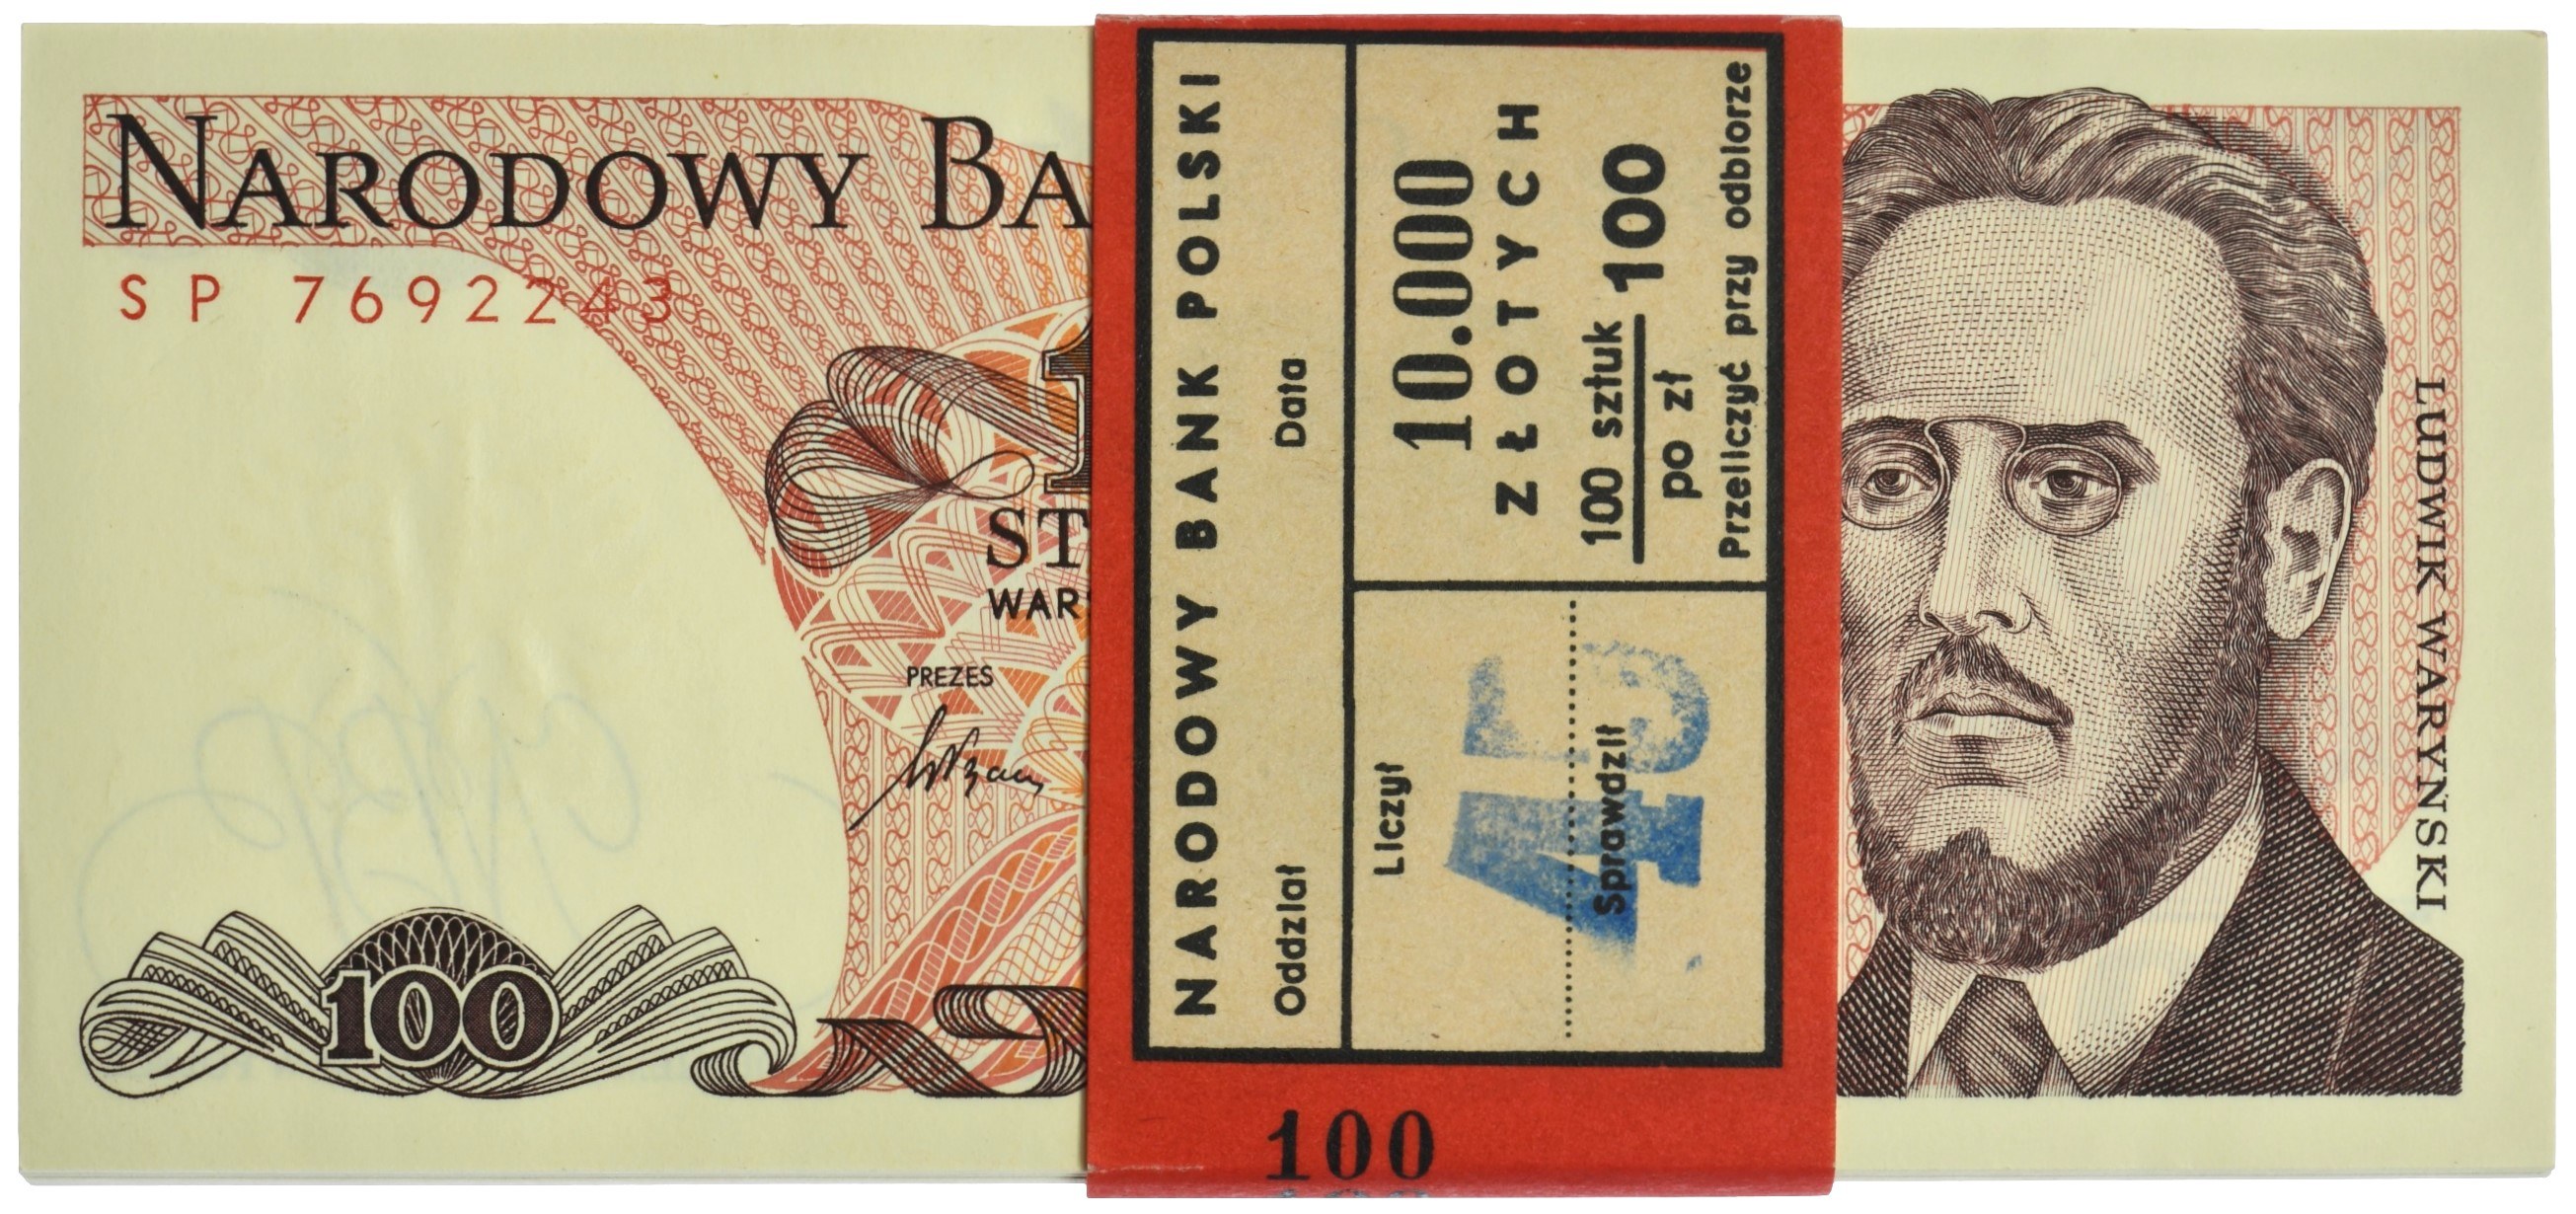 NARODOWY BA
SP 7692243
1
ST
WAR
PREZES
100
NARODOWY BANK POLSKI
Oddział Data
10.000
ZŁOTYCH
100 sztuk
po zł 100
Przeliczyć przy odbiorze
Liczył
Sprawdził
45
100
LUDWIK WARYŃSKI